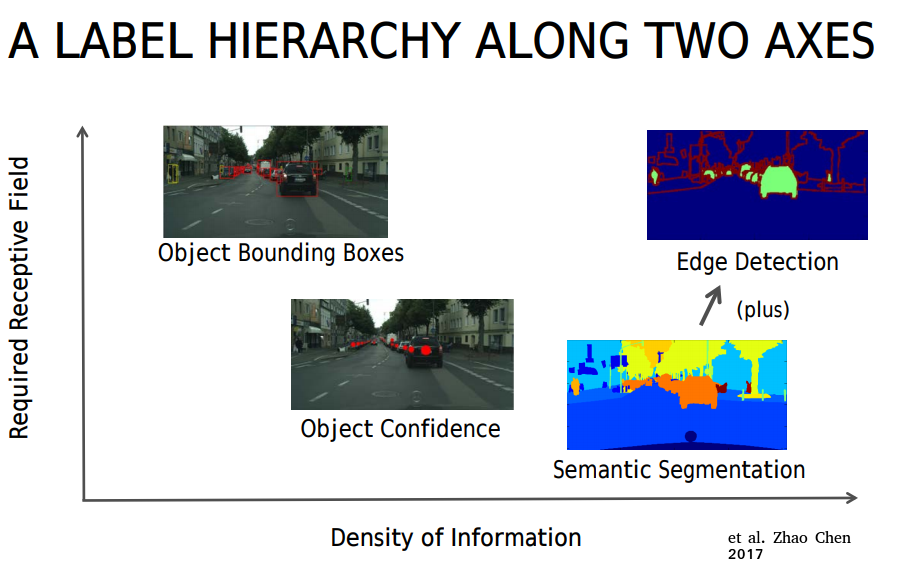 A LABEL HIERARCHY ALONG TWO AXES
Required Receptive Field
Object Bounding Boxes
Edge Detection
(plus)
Object Confidence
Semantic Segmentation
Density of Information
et al. Zhao Chen
2017